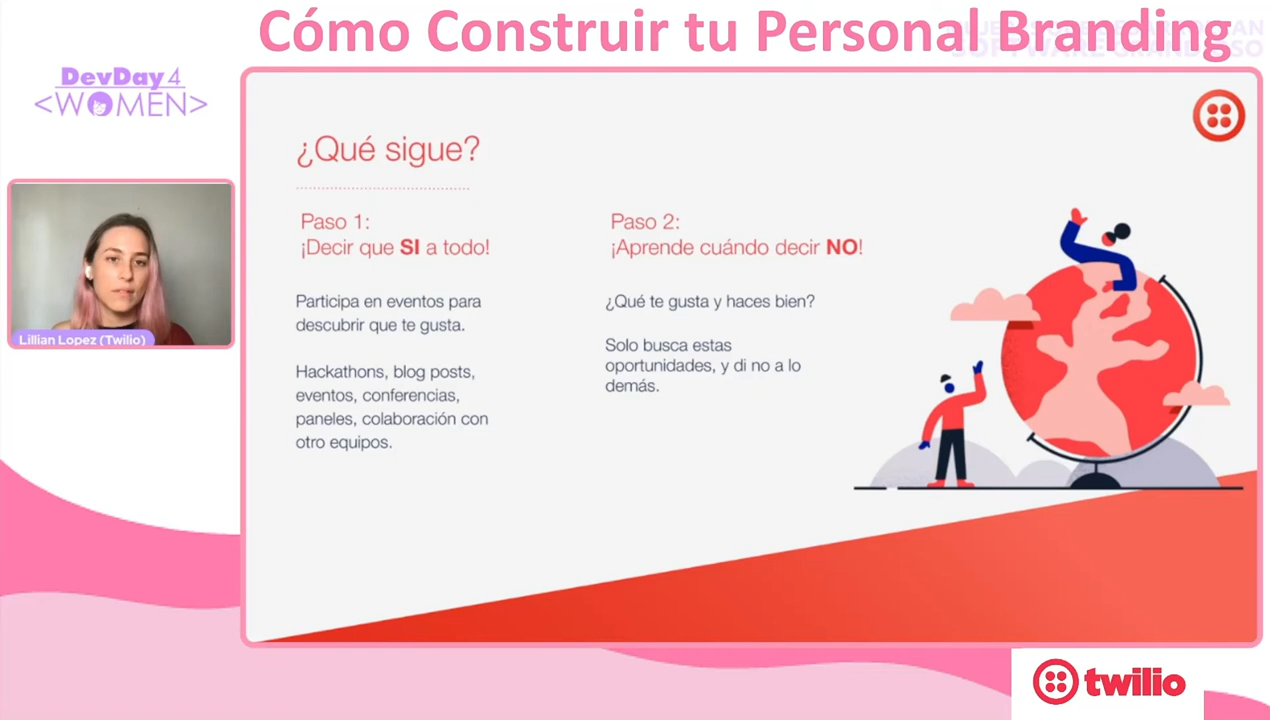 Cómo Construir tu Personal Branding
DevDay4
<WOMEN>
¿Qué sigue?
Paso 1:
¡Decir que SI a todo!
Participa en eventos para
descubrir que te gusta.
Hackathons, blog posts,
eventos, conferencias,
paneles, colaboración con
otro equipos.
Paso 2:
¡Aprende cuándo decir NO!
¿Qué te gusta y haces bien?
Solo busca estas
oportunidades, y di no a lo
demás.
Lillian Lopez (Twilio)
twilio